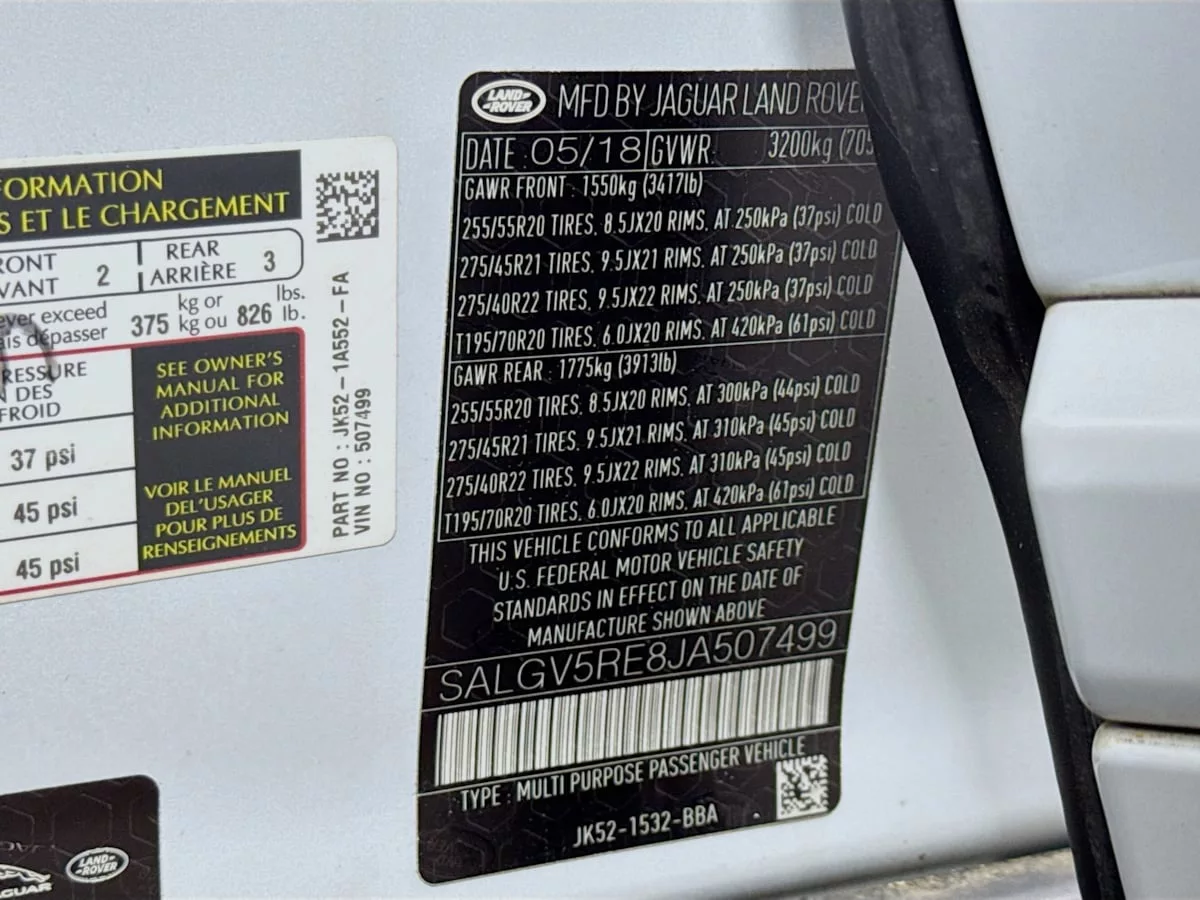 FORMATION
S ET LE CHARGEMENT
RONT
VANT 2
REAR
ARRIÈRE 3
ever exceed
ais dépasser 375 kg or kg ou 826 lbs. lb.
RESSURE
N DES
FROID
37 psi
45 psi
45 psi
SEE OWNER'S
MANUAL FOR
ADDITIONAL
INFORMATION
VOIR LE MANUEL
DEL'USAGER
POUR PLUS DE
RENSEIGNEMENTS
PART NO : JK52-1A552-FA
VIN NO : 507499
LAND-ROVER
MFD BY JAGUAR LAND ROVE
DATE : 05/18 GVWR : 3200kg (705
GAWR FRONT : 1550kg (3417lb)
255/55R20 TIRES, 8.5JX20 RIMS, AT 250kPa (37psi) COLD
275/45R21 TIRES, 9.5JX21 RIMS, AT 250kPa (37psi) COLD
275/40R22 TIRES, 9.5JX22 RIMS, AT 250kPa (37psi) COLD
T195/70R20 TIRES, 6.0JX20 RIMS, AT 420kPa (61psi) COLD
GAWR REAR : 1775kg (3913lb)
255/55R20 TIRES, 8.5JX20 RIMS, AT 300kPa (44psi) COLD
275/45R21 TIRES, 9.5JX21 RIMS, AT 310kPa (45psi) COLD
275/40R22 TIRES, 9.5JX22 RIMS, AT 310kPa (45psi) COLD
T195/70R20 TIRES, 6.0JX20 RIMS, AT 420kPa (61psi) COLD
THIS VEHICLE CONFORMS TO ALL APPLICABLE
U.S. FEDERAL MOTOR VEHICLE SAFETY
STANDARDS IN EFFECT ON THE DATE OF
MANUFACTURE SHOWN ABOVE
SALGV5RE8JA507499
TYPE : MULTI PURPOSE PASSENGER VEHICLE
JK52-1532-BBA
JAG
GUAR
LAND-ROVER